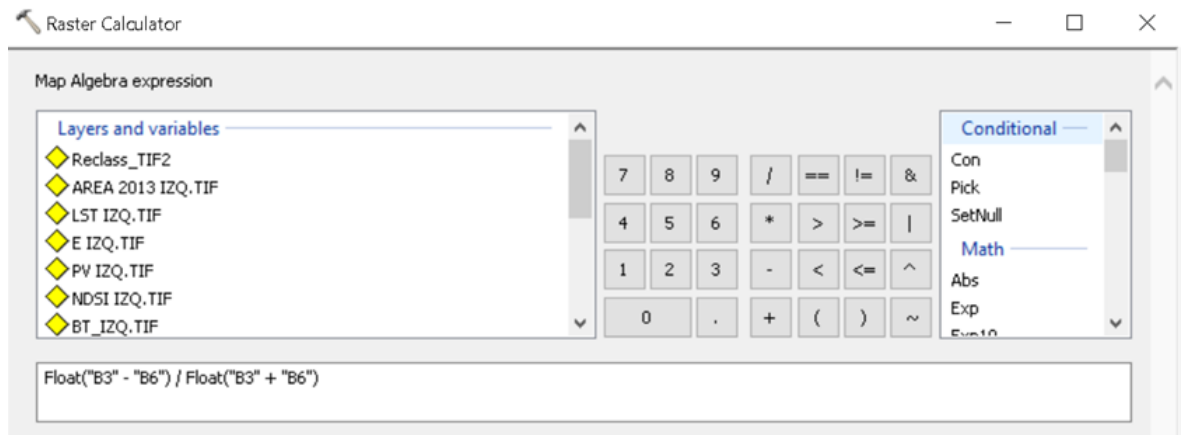 Raster Calculator
Map Algebra expression
Layers and variables
Reclass_TIF2
AREA 2013 IZQ.TIF
LST IZQ.TIF
E IZQ.TIF
PV IZQ.TIF
NDSI IZQ.TIF
BT_IZQ.TIF
7 8 9 / == != &
4 5 6 * > >= |
1 2 3 - < <= ^
0 . + ( ) ~
Conditional
Con
Pick
SetNull
Math
Abs
Exp
Exp10
Float("B3" - "B6") / Float("B3" + "B6")